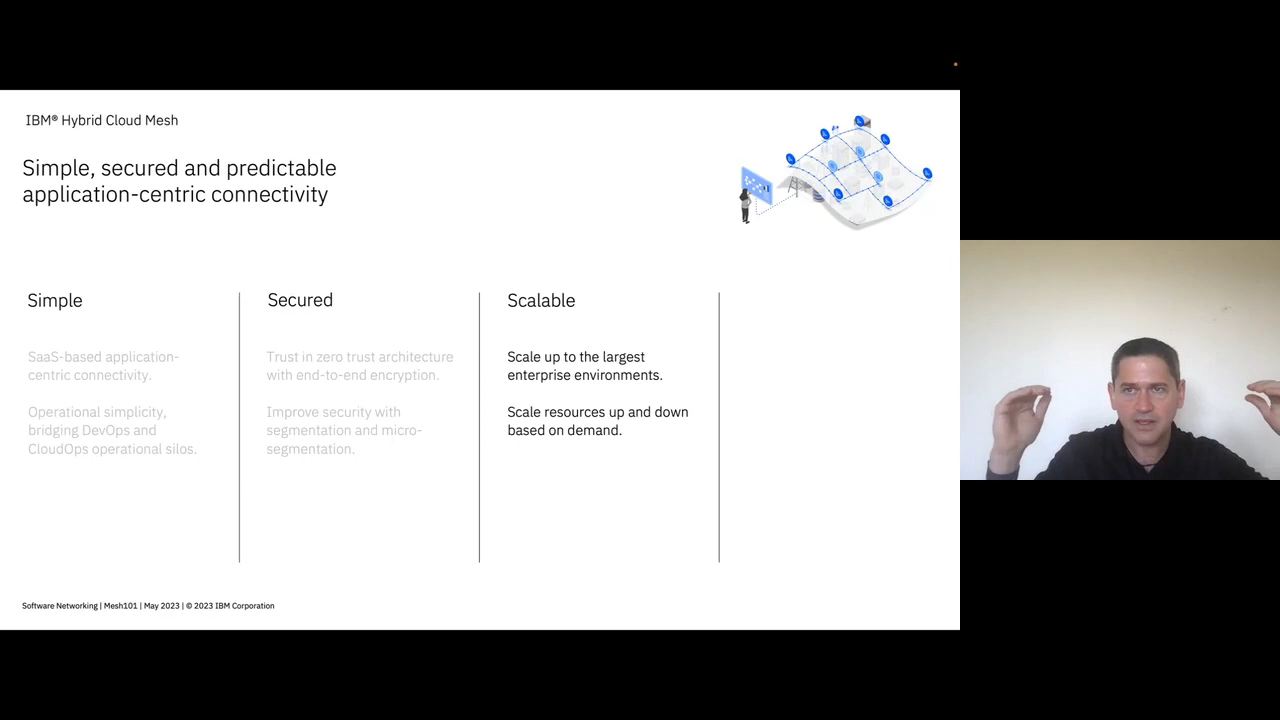 IBM® Hybrid Cloud Mesh
Simple, secured and predictable
application-centric connectivity
Simple
SaaS-based application-
centric connectivity.
Operational simplicity,
bridging DevOps and
CloudOps operational silos.
Secured
Trust in zero trust architecture
with end-to-end encryption.
Improve security with
segmentation and micro-
segmentation.
Scalable
Scale up to the largest
enterprise environments.
Scale resources up and down
based on demand.
Software Networking | Mesh101 | May 2023 | © 2023 IBM Corporation